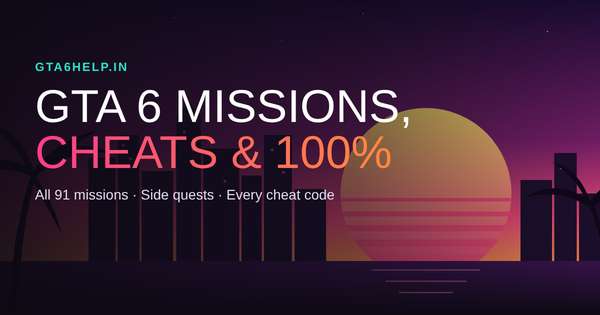 GTA6HELP.IN
GTA 6 MISSIONS,
CHEATS & 100%
All 91 missions · Side quests · Every cheat code